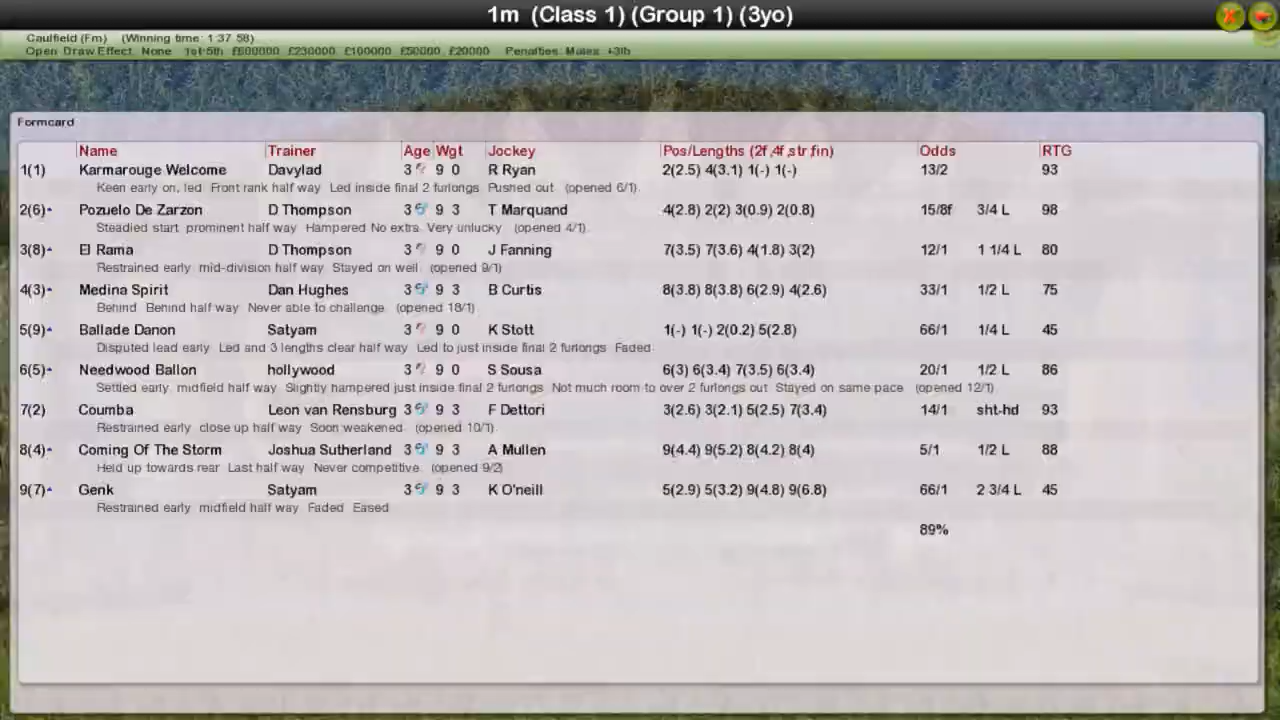 1m (Class 1) (Group 1) (3yo)
Caulfield (Fm) (Winning time: 1:37.58)
Open Draw Effect: None 1st-5th £600000, £230000, £100000, £50000, £20000 Penalties: Males +3lb
Formcard
Name Trainer Age Wgt Jockey Pos/Lengths (2f,4f,str,fin) Odds RTG
1(1) Karmarouge Welcome Davylad 3 9 0 R Ryan 2(2.5) 4(3.1) 1(-) 1(-) 13/2 93
Keen early on, led Front rank half way Led inside final 2 furlongs Pushed out (opened 6/1)
2(6) Pozuelo De Zarzon D Thompson 3 9 3 T Marquand 4(2.8) 2(2) 3(0.9) 2(0.8) 15/8f 3/4 L 98
Steadied start prominent half way Hampered No extra Very unlucky (opened 4/1)
3(8) El Rama D Thompson 3 9 0 J Fanning 7(3.5) 7(3.6) 4(1.8) 3(2) 12/1 1 1/4 L 80
Restrained early mid-division half way Stayed on well (opened 9/1)
4(3) Medina Spirit Dan Hughes 3 9 3 B Curtis 8(3.8) 8(3.8) 6(2.9) 4(2.6) 33/1 1/2 L 75
Behind Behind half way Never able to challenge (opened 18/1)
5(9) Ballade Danon Satyam 3 9 0 K Stott 1(-) 1(-) 2(0.2) 5(2.8) 66/1 1/4 L 45
Disputed lead early Led and 3 lengths clear half way Led to just inside final 2 furlongs Faded
6(5) Needwood Ballon hollywood 3 9 0 S Sousa 6(3) 6(3.4) 7(3.5) 6(3.4) 20/1 1/2 L 86
Settled early midfield half way Slightly hampered just inside final 2 furlongs Not much room to over 2 furlongs out Stayed on same pace (opened 12/1)
7(2) Coumba Leon van Rensburg 3 9 3 F Dettori 3(2.6) 3(2.1) 5(2.5) 7(3.4) 14/1 sht-hd 93
Restrained early close up half way Soon weakened (opened 10/1)
8(4) Coming Of The Storm Joshua Sutherland 3 9 3 A Mullen 9(4.4) 9(5.2) 8(4.2) 8(4) 5/1 1/2 L 88
Held up towards rear Last half way Never competitive (opened 9/2)
9(7) Genk Satyam 3 9 3 K O'neill 5(2.9) 5(3.2) 9(4.8) 9(6.8) 66/1 2 3/4 L 45
Restrained early midfield half way Faded Eased
89%